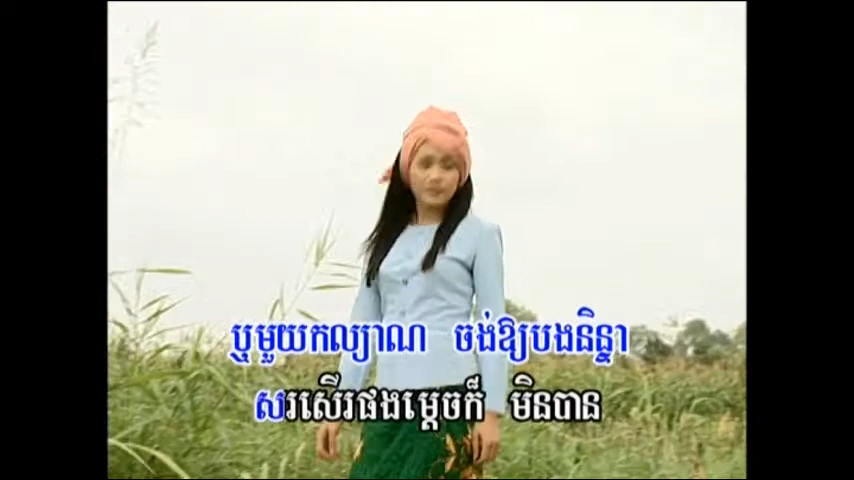 ឬមួយកល្យាណ ចង់ឱ្យបងនិន្នា
សរសើរផងម្ដេចក៏ មិនបាន